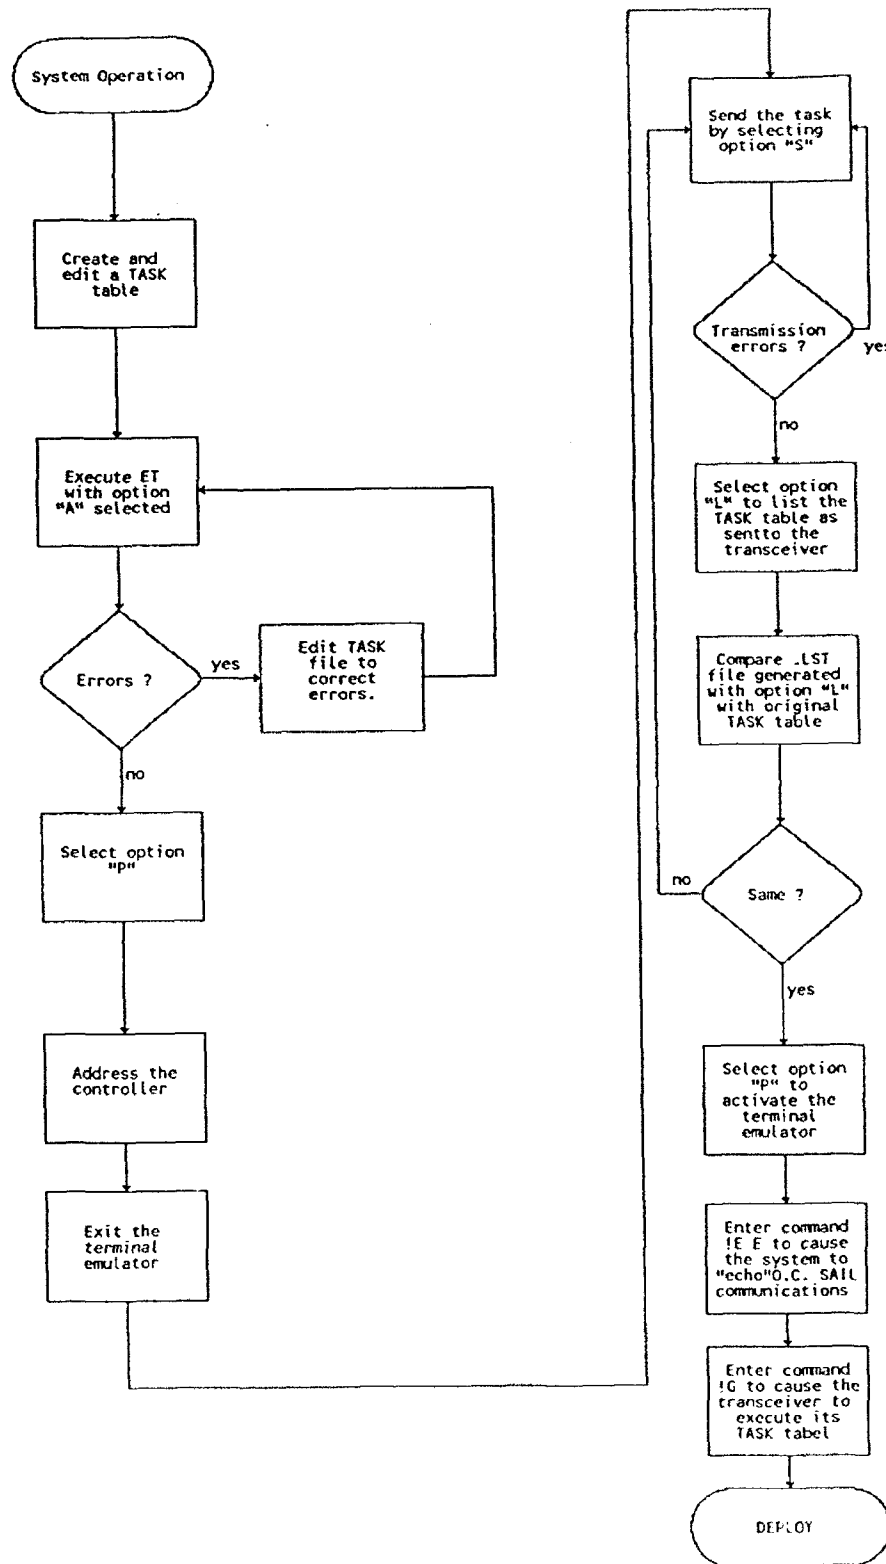 System Operation
Create and
edit a TASK
table
Execute ET
with option
"A" selected
Errors ?
yes
Edit TASK
file to
correct
errors.
no
Select option
"P"
Address the
controller
Exit the
terminal
emulator
Send the task
by selecting
option "S"
Transmission
errors ?
yes
no
Select option
"L" to list the
TASK table as
sentto the
transceiver
Compare .LST
file generated
with option "L"
with original
TASK table
Same ?
no
yes
Select option
"P" to
activate the
terminal
emulator
Enter command
!E E to cause
the system to
"echo"O.C. SAIL
communications
Enter command
!G to cause the
transceiver to
execute its
TASK tabel
DEPLOY